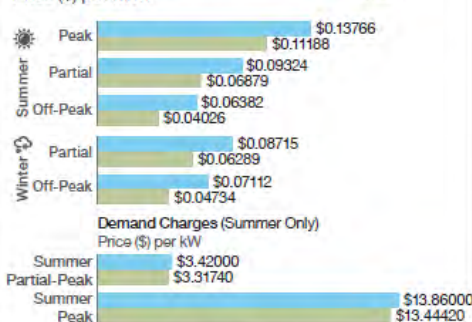 Peak $0.13766
$0.11188
Summer
Partial $0.09324
$0.06879
Off-Peak $0.06382
$0.04026
Winter
Partial $0.08715
$0.06289
Off-Peak $0.07112
$0.04734
Demand Charges (Summer Only)
Price ($) per kW
Summer $3.42000
Partial-Peak $3.31740
Summer $13.86000
Peak $13.44420